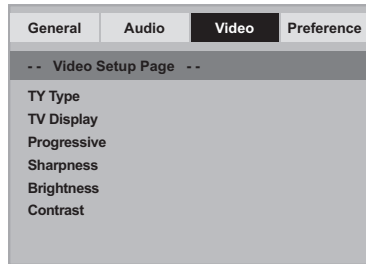 General Audio Video Preference
- - Video Setup Page - -
TY Type
TV Display
Progressive
Sharpness
Brightness
Contrast